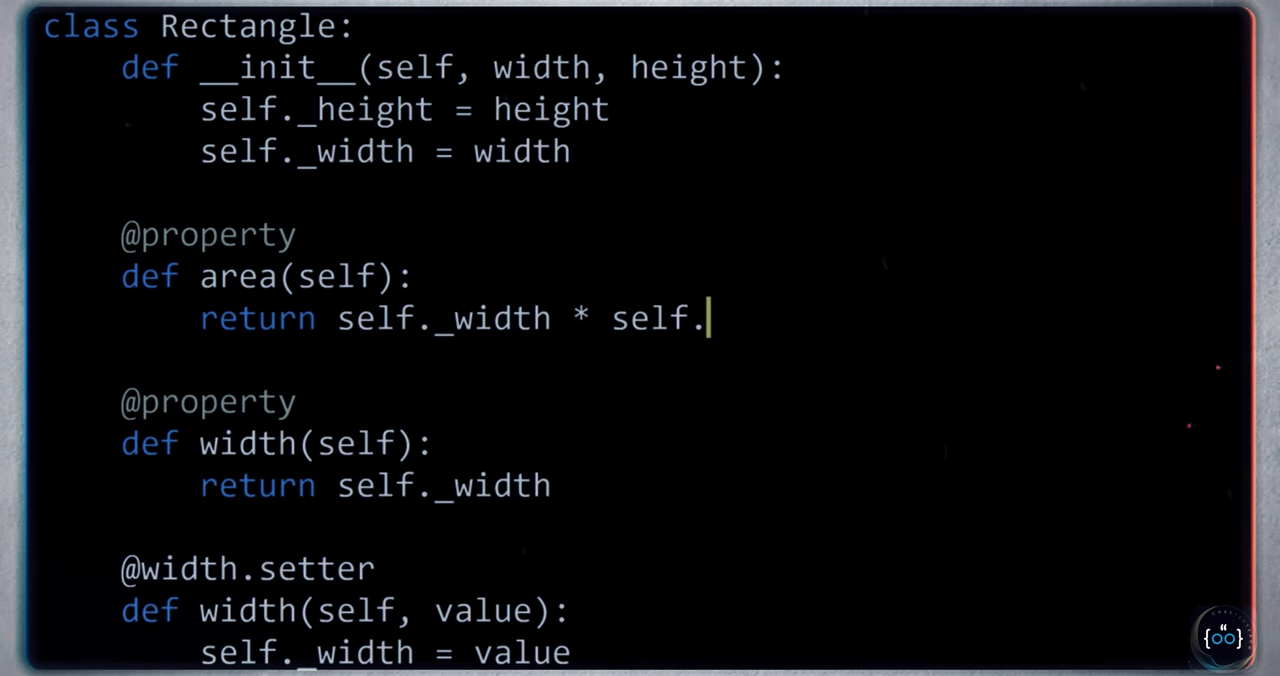 class Rectangle:
    def __init__(self, width, height):
        self._height = height
        self._width = width

    @property
    def area(self):
        return self._width * self.

    @property
    def width(self):
        return self._width

    @width.setter
    def width(self, value):
        self._width = value
“
{oo}